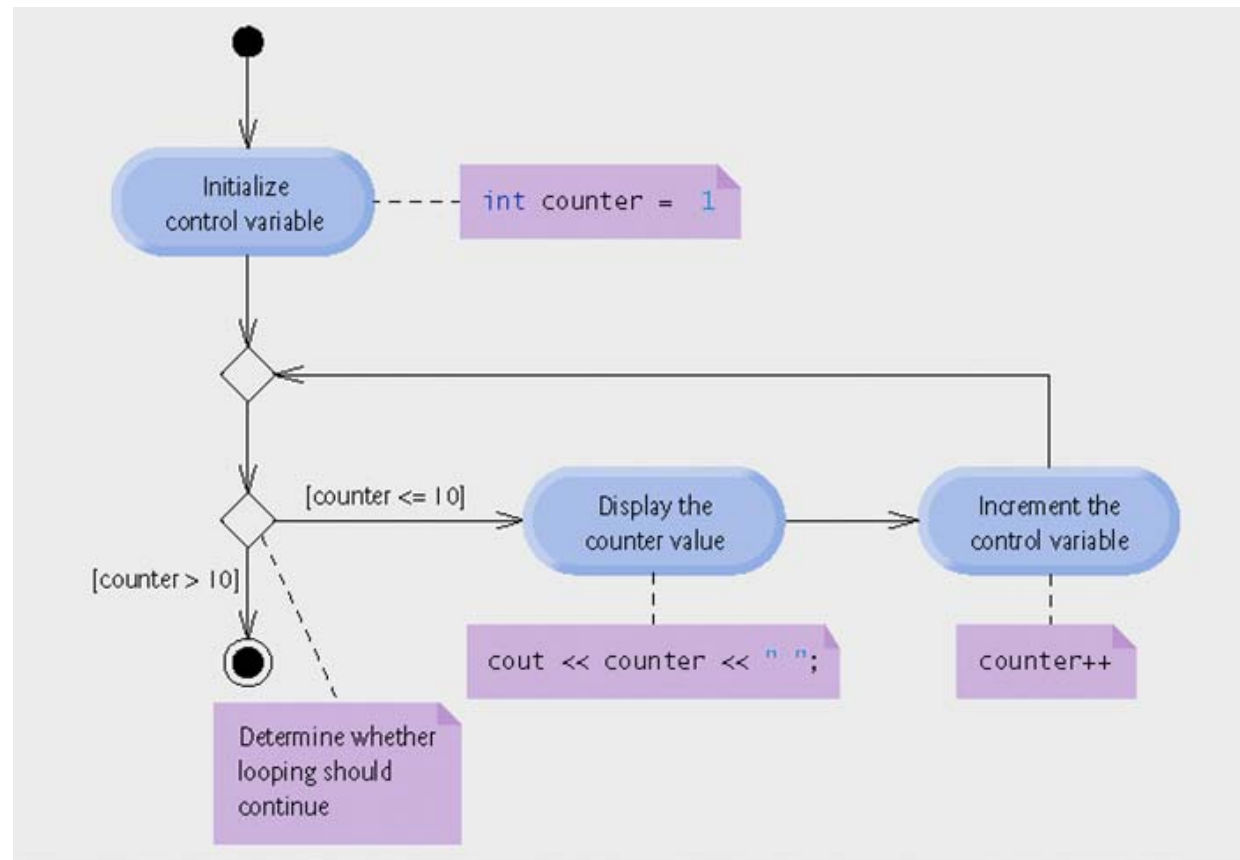 Initialize
control variable
int counter =  1
[counter <= 10]
Display the
counter value
Increment the
control variable
[counter > 10]
cout << counter << " ";
counter++
Determine whether
looping should
continue